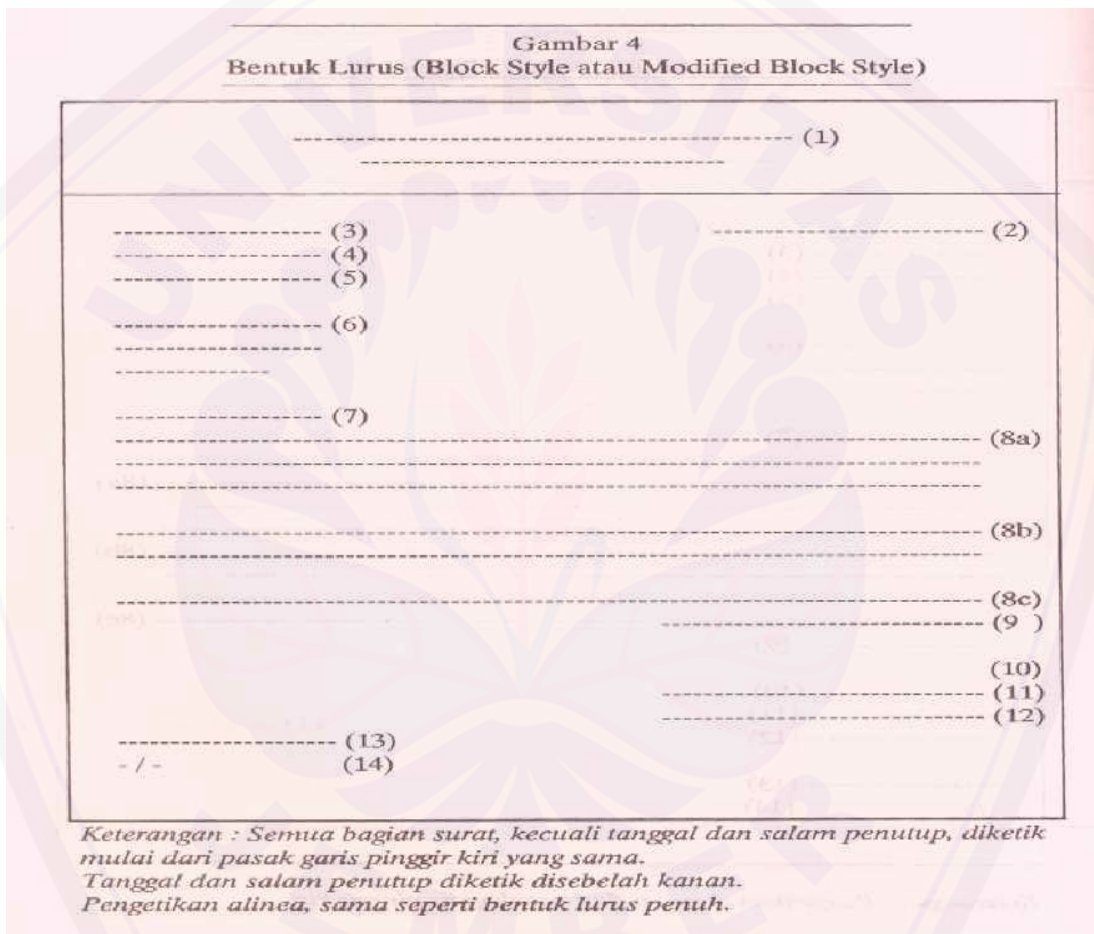 Gambar 4
Bentuk Lurus (Block Style atau Modified Block Style)
---------------------------------------- (1)
-----------------------------
----------------- (3) ---------------------- (2)
----------------- (4)
----------------- (5)
----------------- (6)
-----------------
-------------
----------------- (7)
---------------------------------------------------------------------- (8a)
----------------------------------------------------------------------
----------------------------------------------------------------------
---------------------------------------------------------------------- (8b)
----------------------------------------------------------------------
---------------------------------------------------------------------- (8c)
-------------------------- (9 )
(10)
-------------------------- (11)
-------------------------- (12)
------------------ (13)
- / - (14)
Keterangan : Semua bagian surat, kecuali tanggal dan salam penutup, diketik
mulai dari pasak garis pinggir kiri yang sama.
Tanggal dan salam penutup diketik disebelah kanan.
Pengetikan alinea, sama seperti bentuk lurus penuh.
UNIVERSITAS